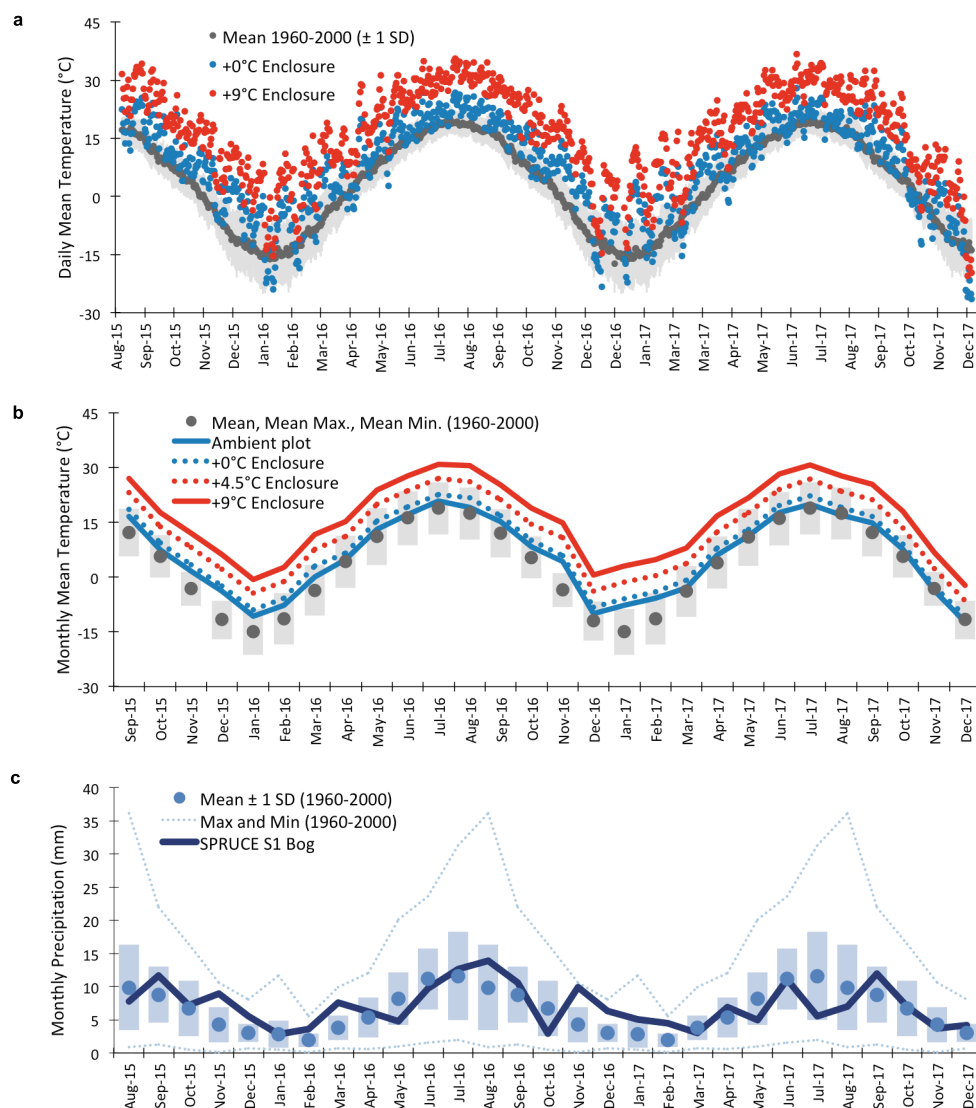 a
Daily Mean Temperature (°C)
45
30
15
0
-15
-30
Mean 1960-2000 (± 1 SD)
+0°C Enclosure
+9°C Enclosure
Aug-15 Sep-15 Oct-15 Nov-15 Dec-15 Jan-16 Feb-16 Mar-16 Apr-16 May-16 Jun-16 Jul-16 Aug-16 Sep-16 Oct-16 Nov-16 Dec-16 Dec-16 Jan-17 Mar-17 Mar-17 Apr-17 May-17 Jun-17 Jul-17 Aug-17 Sep-17 Oct-17 Nov-17 Dec-17
b
Monthly Mean Temperature (°C)
45
30
15
0
-15
-30
Mean, Mean Max., Mean Min. (1960-2000)
Ambient plot
+0°C Enclosure
+4.5°C Enclosure
+9°C Enclosure
Sep-15 Oct-15 Nov-15 Dec-15 Jan-16 Feb-16 Mar-16 Apr-16 May-16 Jun-16 Jul-16 Aug-16 Sep-16 Oct-16 Nov-16 Dec-16 Jan-17 Feb-17 Mar-17 Apr-17 May-17 Jun-17 Jul-17 Aug-17 Sep-17 Oct-17 Nov-17 Dec-17
c
Monthly Precipitation (mm)
40
35
30
25
20
15
10
5
0
Mean ± 1 SD (1960-2000)
Max and Min (1960-2000)
SPRUCE S1 Bog
Aug-15 Sep-15 Oct-15 Nov-15 Dec-15 Jan-16 Feb-16 Mar-16 Apr-16 May-16 Jun-16 Jul-16 Aug-16 Sep-16 Oct-16 Nov-16 Dec-16 Jan-17 Feb-17 Mar-17 Apr-17 May-17 Jun-17 Jul-17 Aug-17 Sep-17 Oct-17 Nov-17 Dec-17